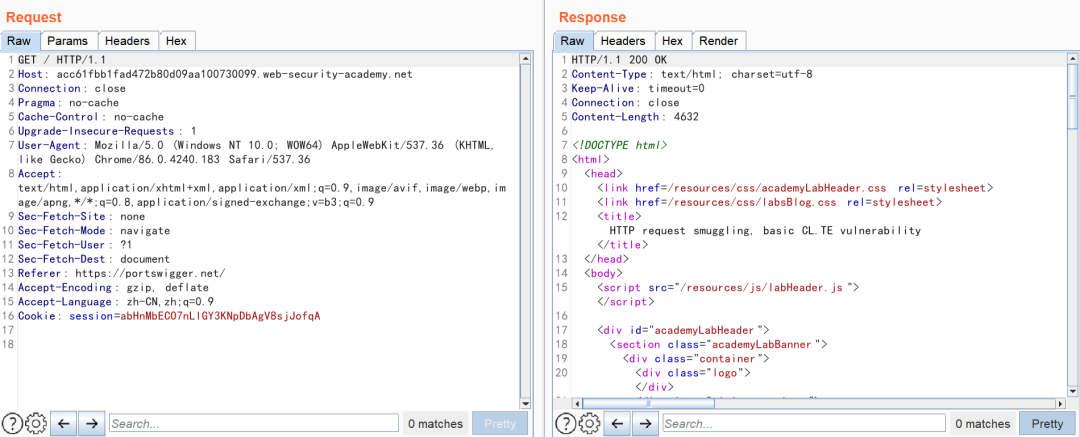 Request
Raw Params Headers Hex
1 GET / HTTP/1.1
2 Host: acc61fbb1fad472b80d09aa100730099.web-security-academy.net
3 Connection: close
4 Pragma: no-cache
5 Cache-Control: no-cache
6 Upgrade-Insecure-Requests: 1
7 User-Agent: Mozilla/5.0 (Windows NT 10.0; WOW64) AppleWebKit/537.36 (KHTML,
like Gecko) Chrome/86.0.4240.183 Safari/537.36
8 Accept:
text/html,application/xhtml+xml,application/xml;q=0.9,image/avif,image/webp,im
age/apng,*/*;q=0.8,application/signed-exchange;v=b3;q=0.9
9 Sec-Fetch-Site: none
10 Sec-Fetch-Mode: navigate
11 Sec-Fetch-User: ?1
12 Sec-Fetch-Dest: document
13 Referer: https://portswigger.net/
14 Accept-Encoding: gzip, deflate
15 Accept-Language: zh-CN,zh;q=0.9
16 Cookie: session=abHnMbECO7nLlGY3KNpDbAgV8sjJofqA
17
18
Search...
0 matches
Pretty
Response
Raw Headers Hex Render
1 HTTP/1.1 200 OK
2 Content-Type: text/html; charset=utf-8
3 Keep-Alive: timeout=0
4 Connection: close
5 Content-Length: 4632
6
7 <!DOCTYPE html>
8 <html>
9 <head>
10 <link href=/resources/css/academyLabHeader.css rel=stylesheet>
11 <link href=/resources/css/labsBlog.css rel=stylesheet>
12 <title>
HTTP request smuggling, basic CL.TE vulnerability
</title>
13 </head>
14 <body>
15 <script src="/resources/js/labHeader.js">
</script>
16
17 <div id="academyLabHeader">
18 <section class="academyLabBanner">
19 <div class="container">
20 <div class="logo">
</div>
Search...
0 matches
Pretty